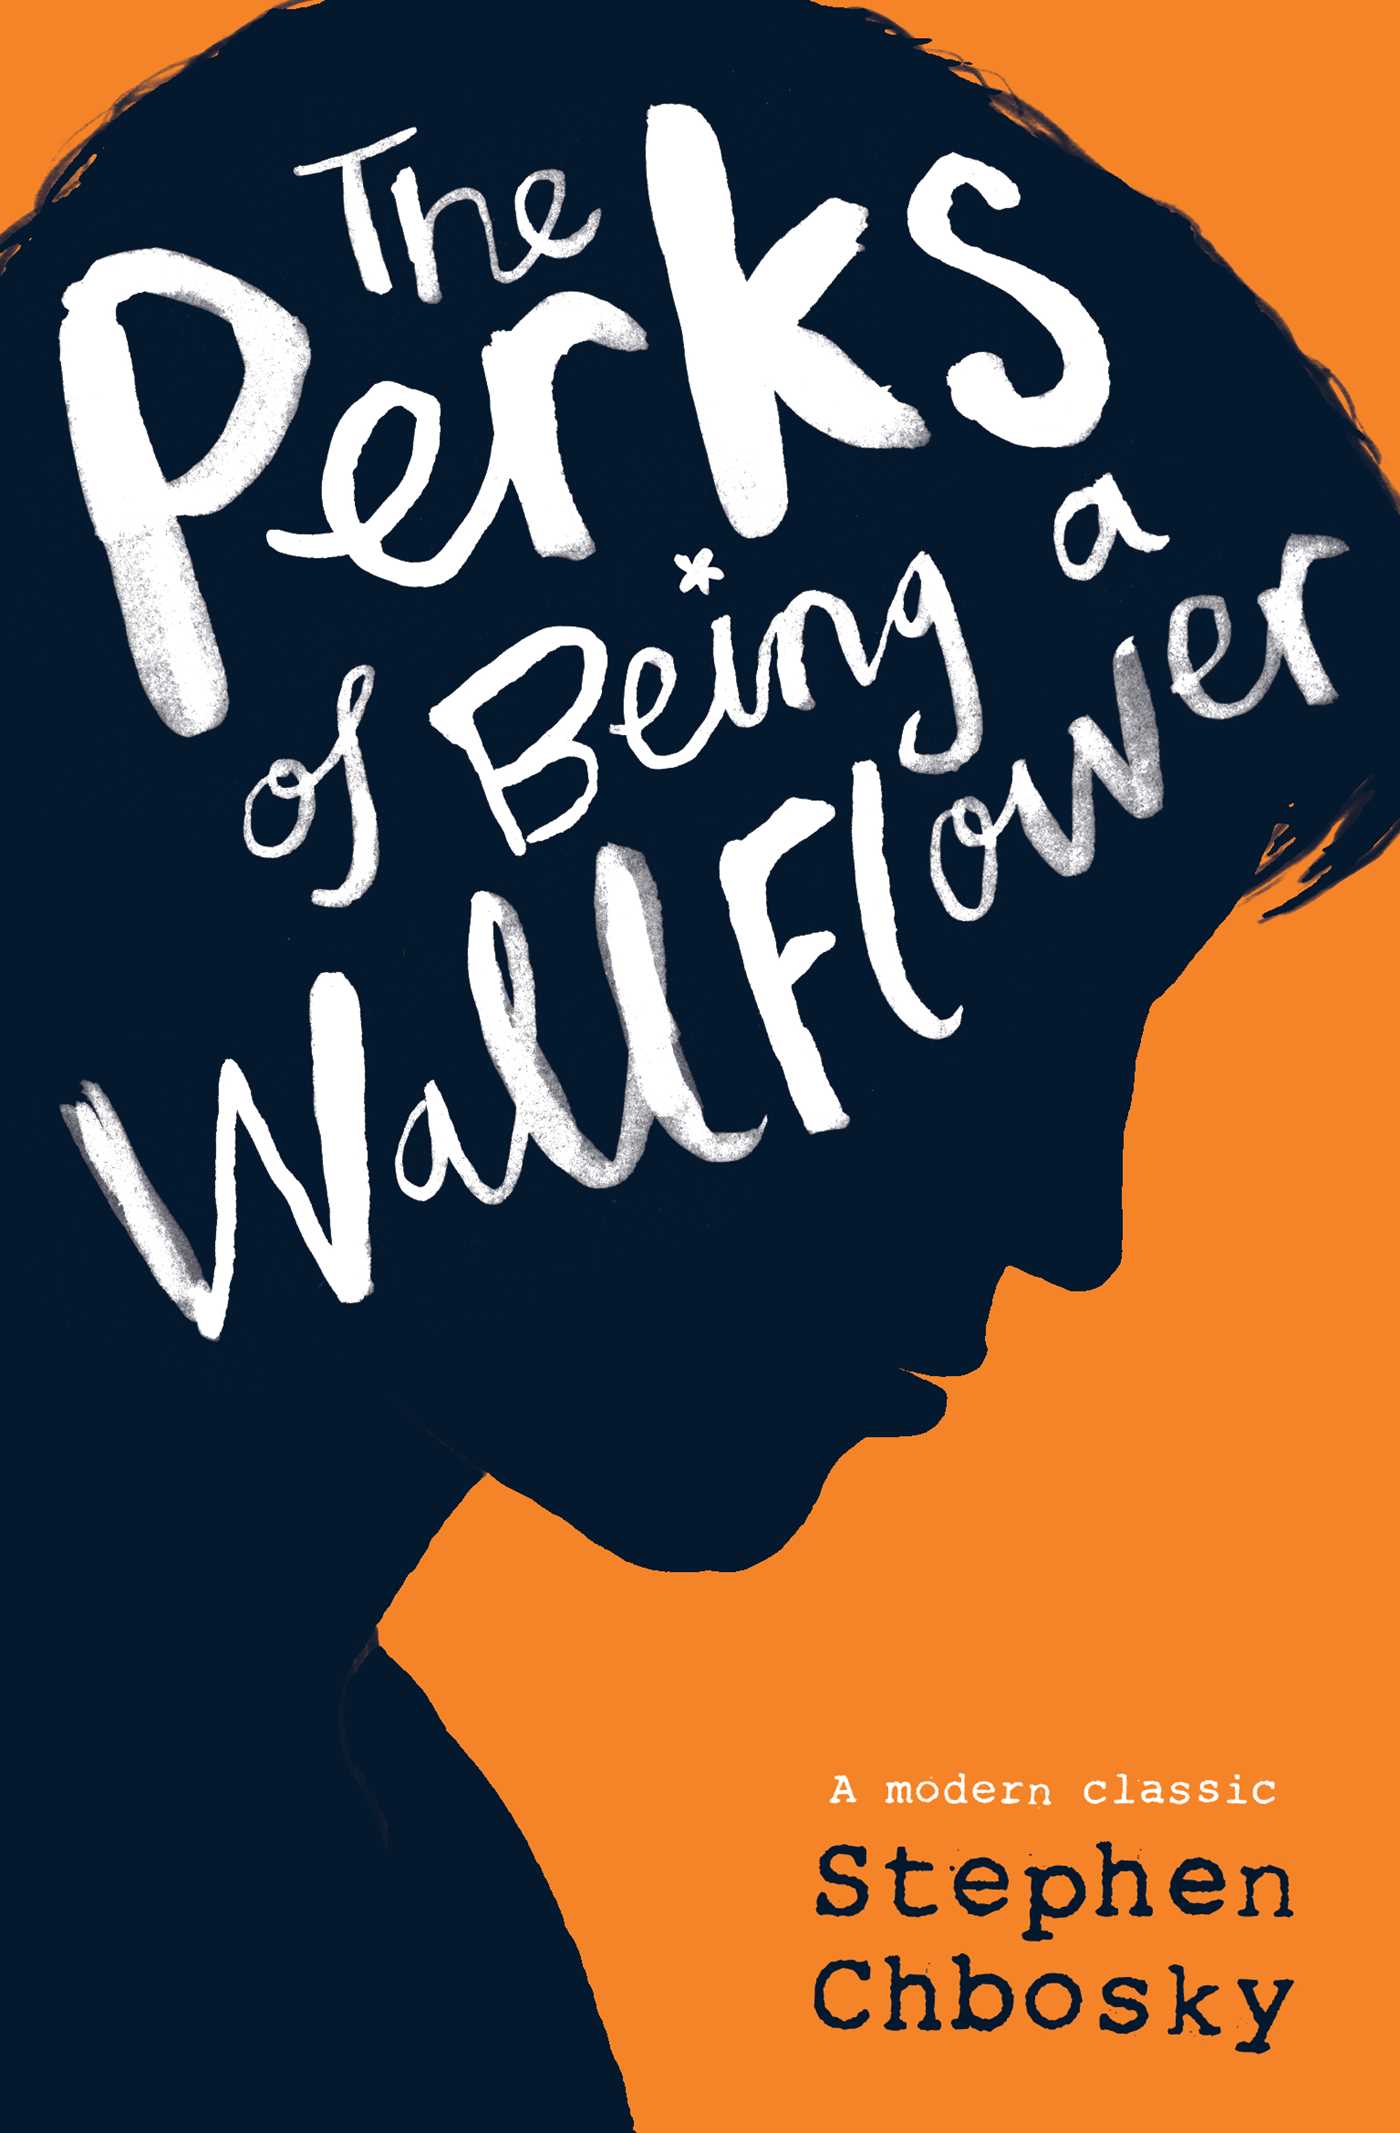 The
Perks
of Being a
WallFlower
A modern classic
Stephen
Chbosky